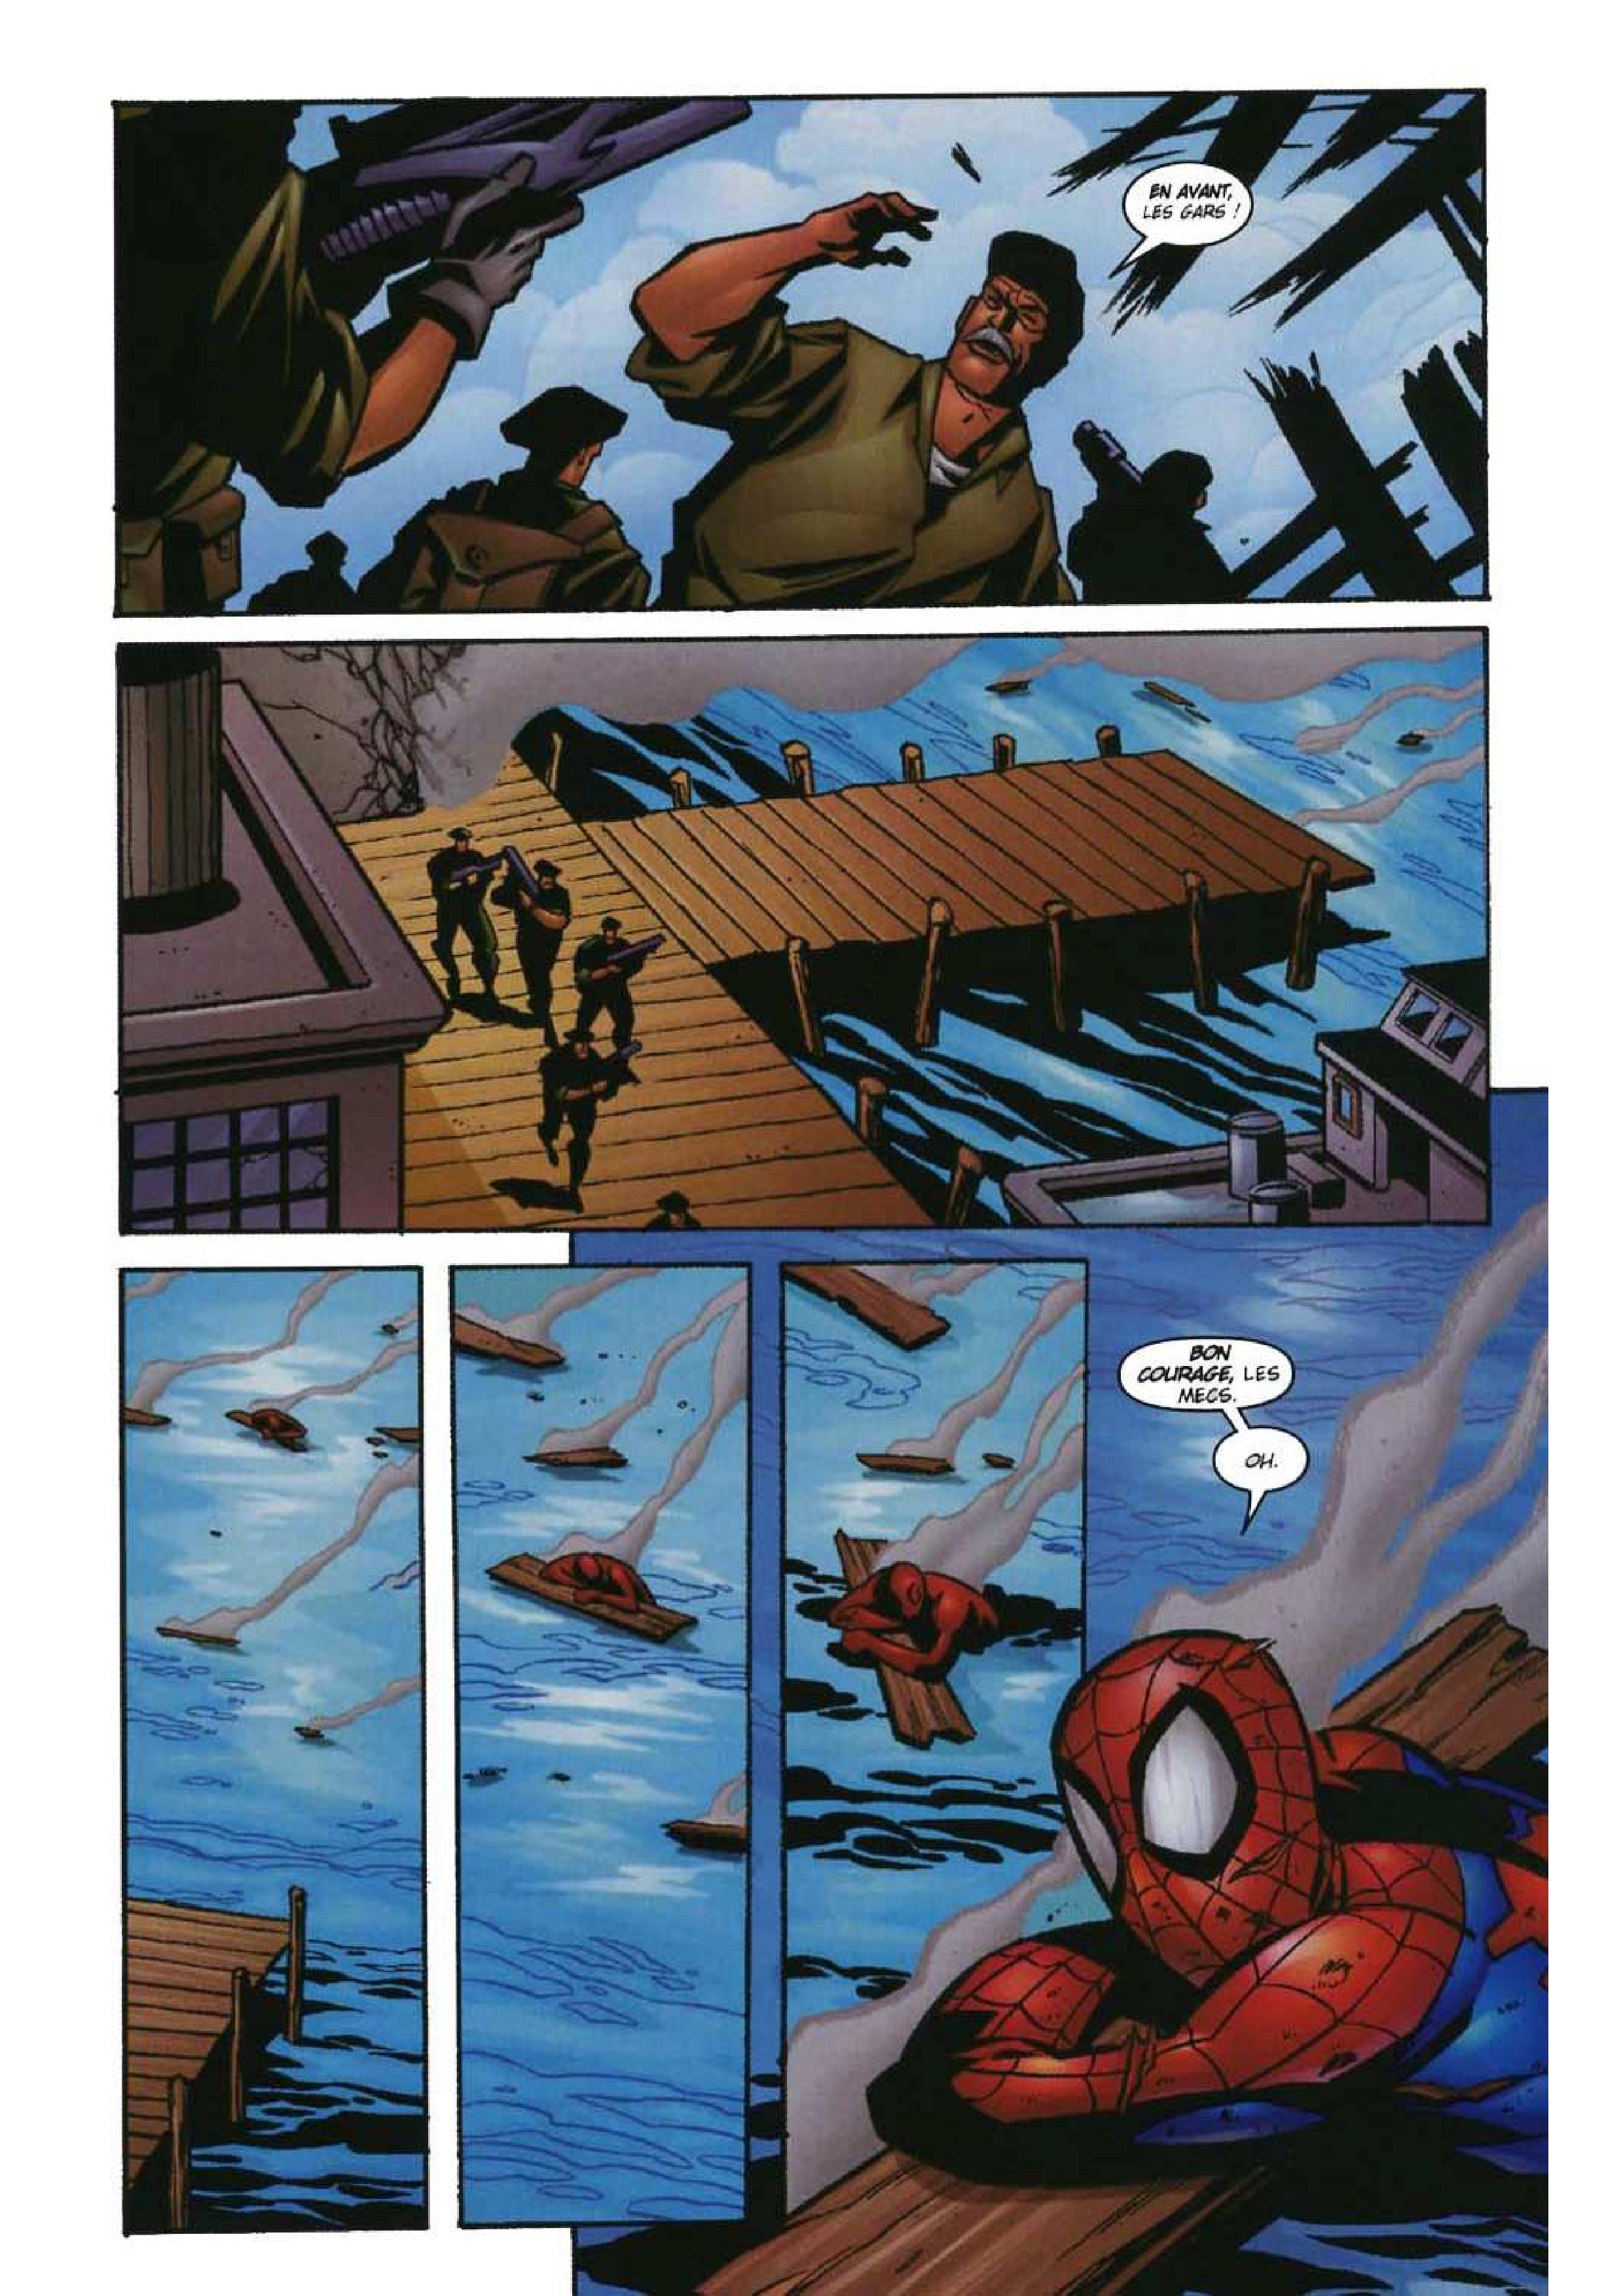 EN AVANT,
LES GARS !
BON
COURAGE, LES
MECS.
OH.